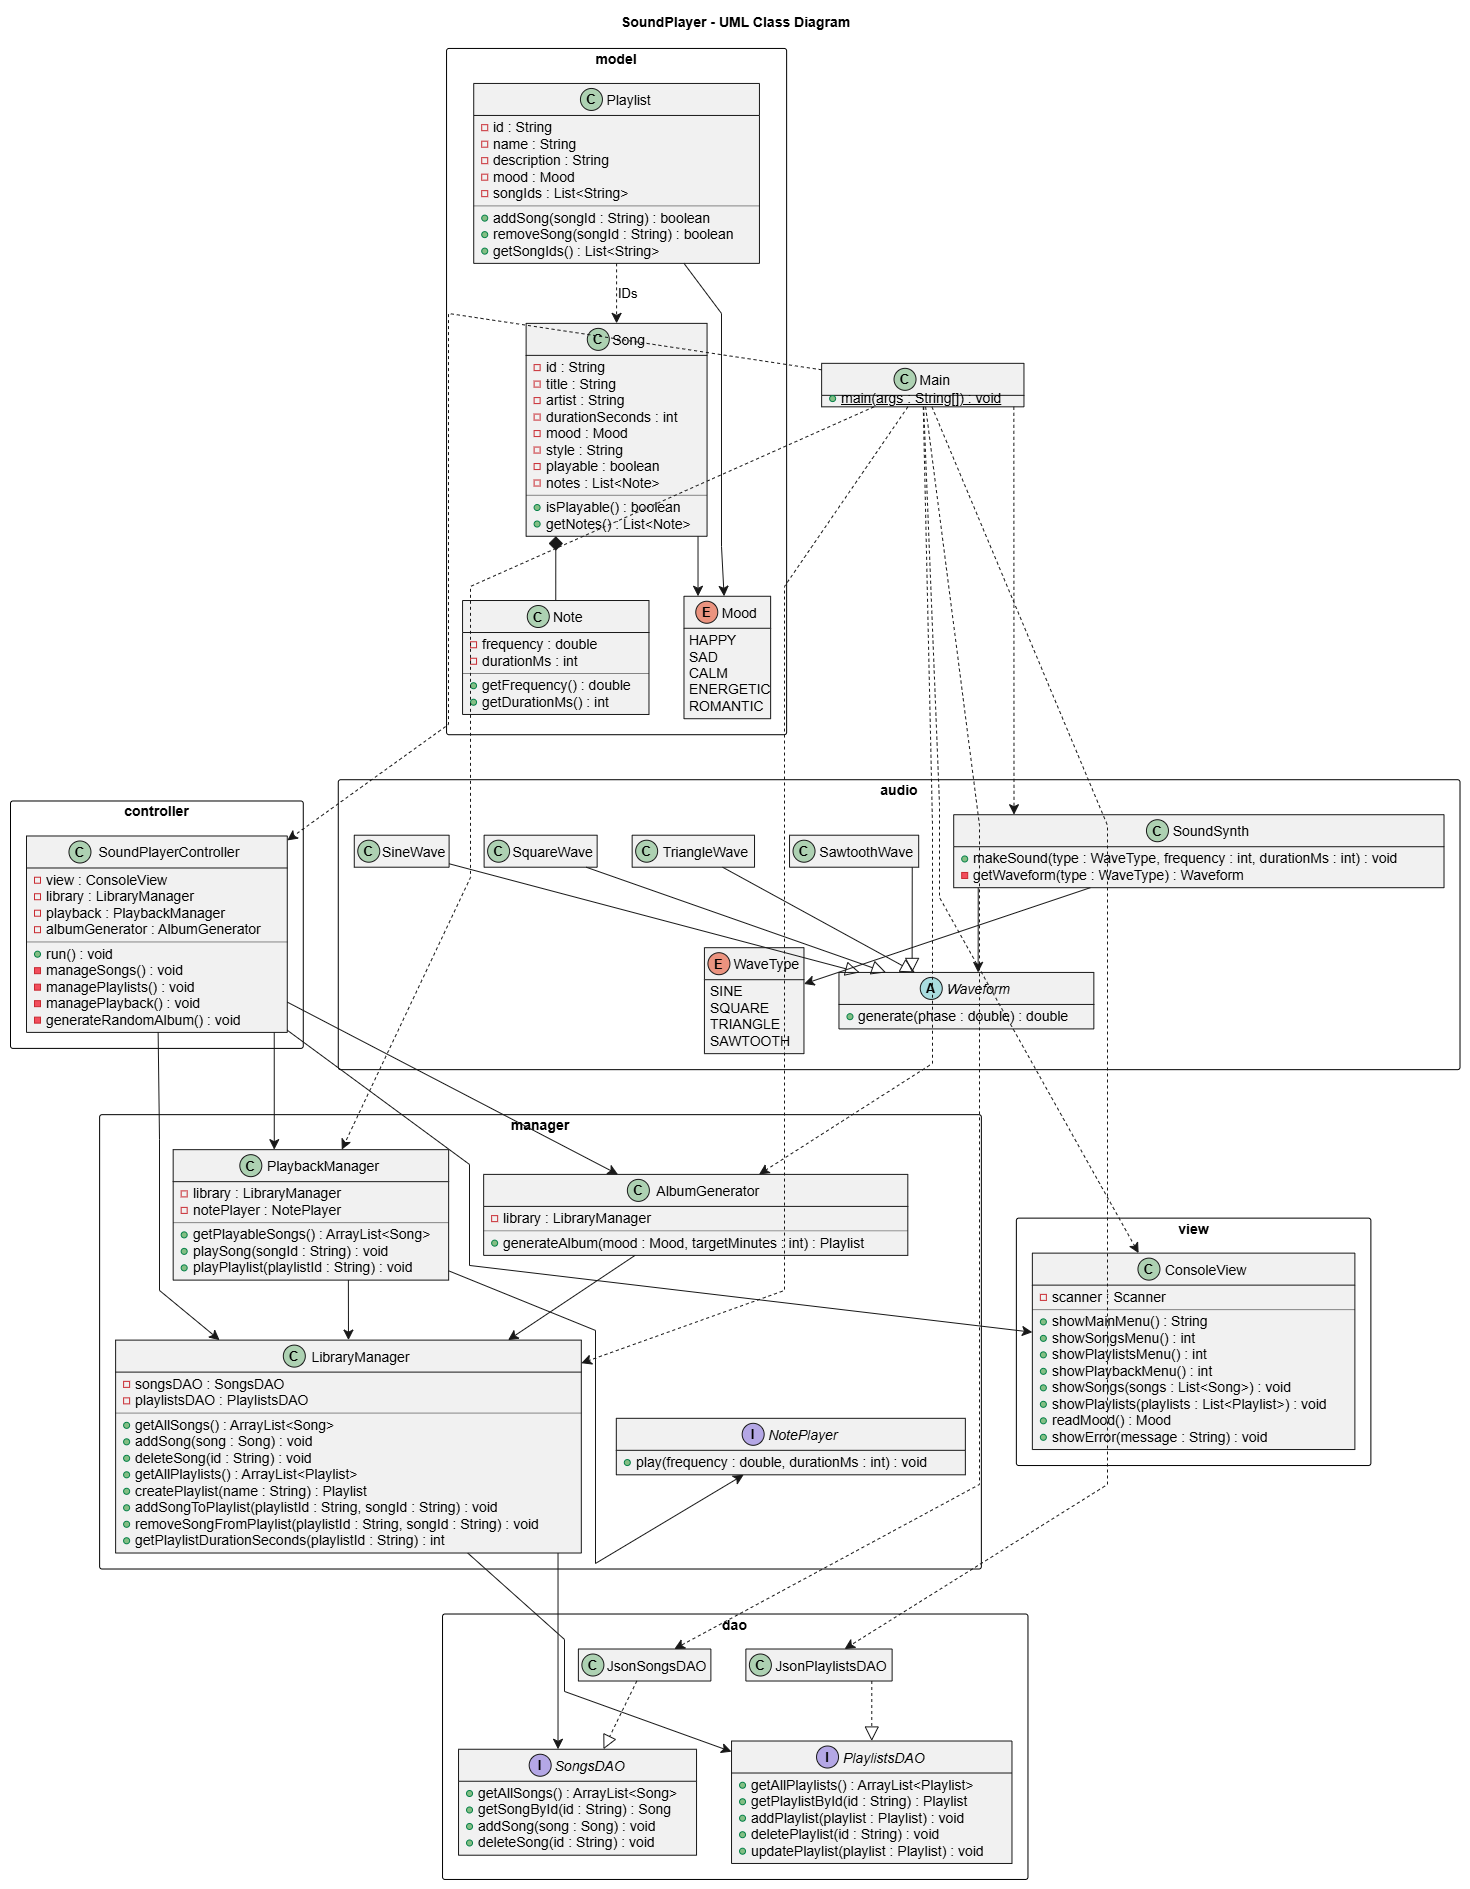 SoundPlayer - UML Class Diagram
model
C Playlist
id : String
name : String
description : String
mood : Mood
songIds : List<String>
addSong(songId : String) : boolean
removeSong(songId : String) : boolean
getSongIds() : List<String>
IDs
C Song
id : String
title : String
artist : String
durationSeconds : int
mood : Mood
style : String
playable : boolean
notes : List<Note>
isPlayable() : boolean
getNotes() : List<Note>
C Main
main(args : String[]) : void
C Note
frequency : double
durationMs : int
getFrequency() : double
getDurationMs() : int
E Mood
HAPPY
SAD
CALM
ENERGETIC
ROMANTIC
controller
C SoundPlayerController
view : ConsoleView
library : LibraryManager
playback : PlaybackManager
albumGenerator : AlbumGenerator
run() : void
manageSongs() : void
managePlaylists() : void
managePlayback() : void
generateRandomAlbum() : void
audio
C SineWave
C SquareWave
C TriangleWave
C SawtoothWave
C SoundSynth
makeSound(type : WaveType, frequency : int, durationMs : int) : void
getWaveform(type : WaveType) : Waveform
E WaveType
SINE
SQUARE
TRIANGLE
SAWTOOTH
A Waveform
generate(phase : double) : double
manager
C PlaybackManager
library : LibraryManager
notePlayer : NotePlayer
getPlayableSongs() : ArrayList<Song>
playSong(songId : String) : void
playPlaylist(playlistId : String) : void
C AlbumGenerator
library : LibraryManager
generateAlbum(mood : Mood, targetMinutes : int) : Playlist
view
C ConsoleView
scanner : Scanner
showMainMenu() : String
showSongsMenu() : int
showPlaylistsMenu() : int
showPlaybackMenu() : int
showSongs(songs : List<Song>) : void
showPlaylists(playlists : List<Playlist>) : void
readMood() : Mood
showError(message : String) : void
C LibraryManager
songsDAO : SongsDAO
playlistsDAO : PlaylistsDAO
getAllSongs() : ArrayList<Song>
addSong(song : Song) : void
deleteSong(id : String) : void
getAllPlaylists() : ArrayList<Playlist>
createPlaylist(name : String) : Playlist
addSongToPlaylist(playlistId : String, songId : String) : void
removeSongFromPlaylist(playlistId : String, songId : String) : void
getPlaylistDurationSeconds(playlistId : String) : int
I NotePlayer
play(frequency : double, durationMs : int) : void
dao
C JsonSongsDAO
C JsonPlaylistsDAO
I SongsDAO
getAllSongs() : ArrayList<Song>
getSongById(id : String) : Song
addSong(song : Song) : void
deleteSong(id : String) : void
I PlaylistsDAO
getAllPlaylists() : ArrayList<Playlist>
getPlaylistById(id : String) : Playlist
addPlaylist(playlist : Playlist) : void
deletePlaylist(id : String) : void
updatePlaylist(playlist : Playlist) : void